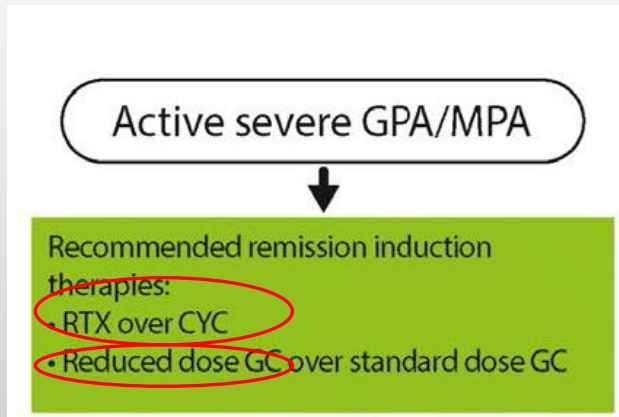 Active severe GPA/MPA
Recommended remission induction
therapies:
• RTX over CYC
• Reduced dose GC over standard dose GC